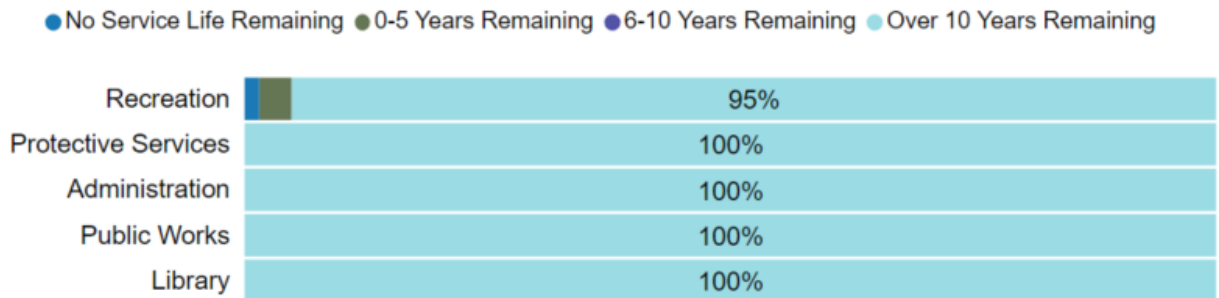 No Service Life Remaining 0-5 Years Remaining 6-10 Years Remaining Over 10 Years Remaining
Recreation 95%
Protective Services 100%
Administration 100%
Public Works 100%
Library 100%